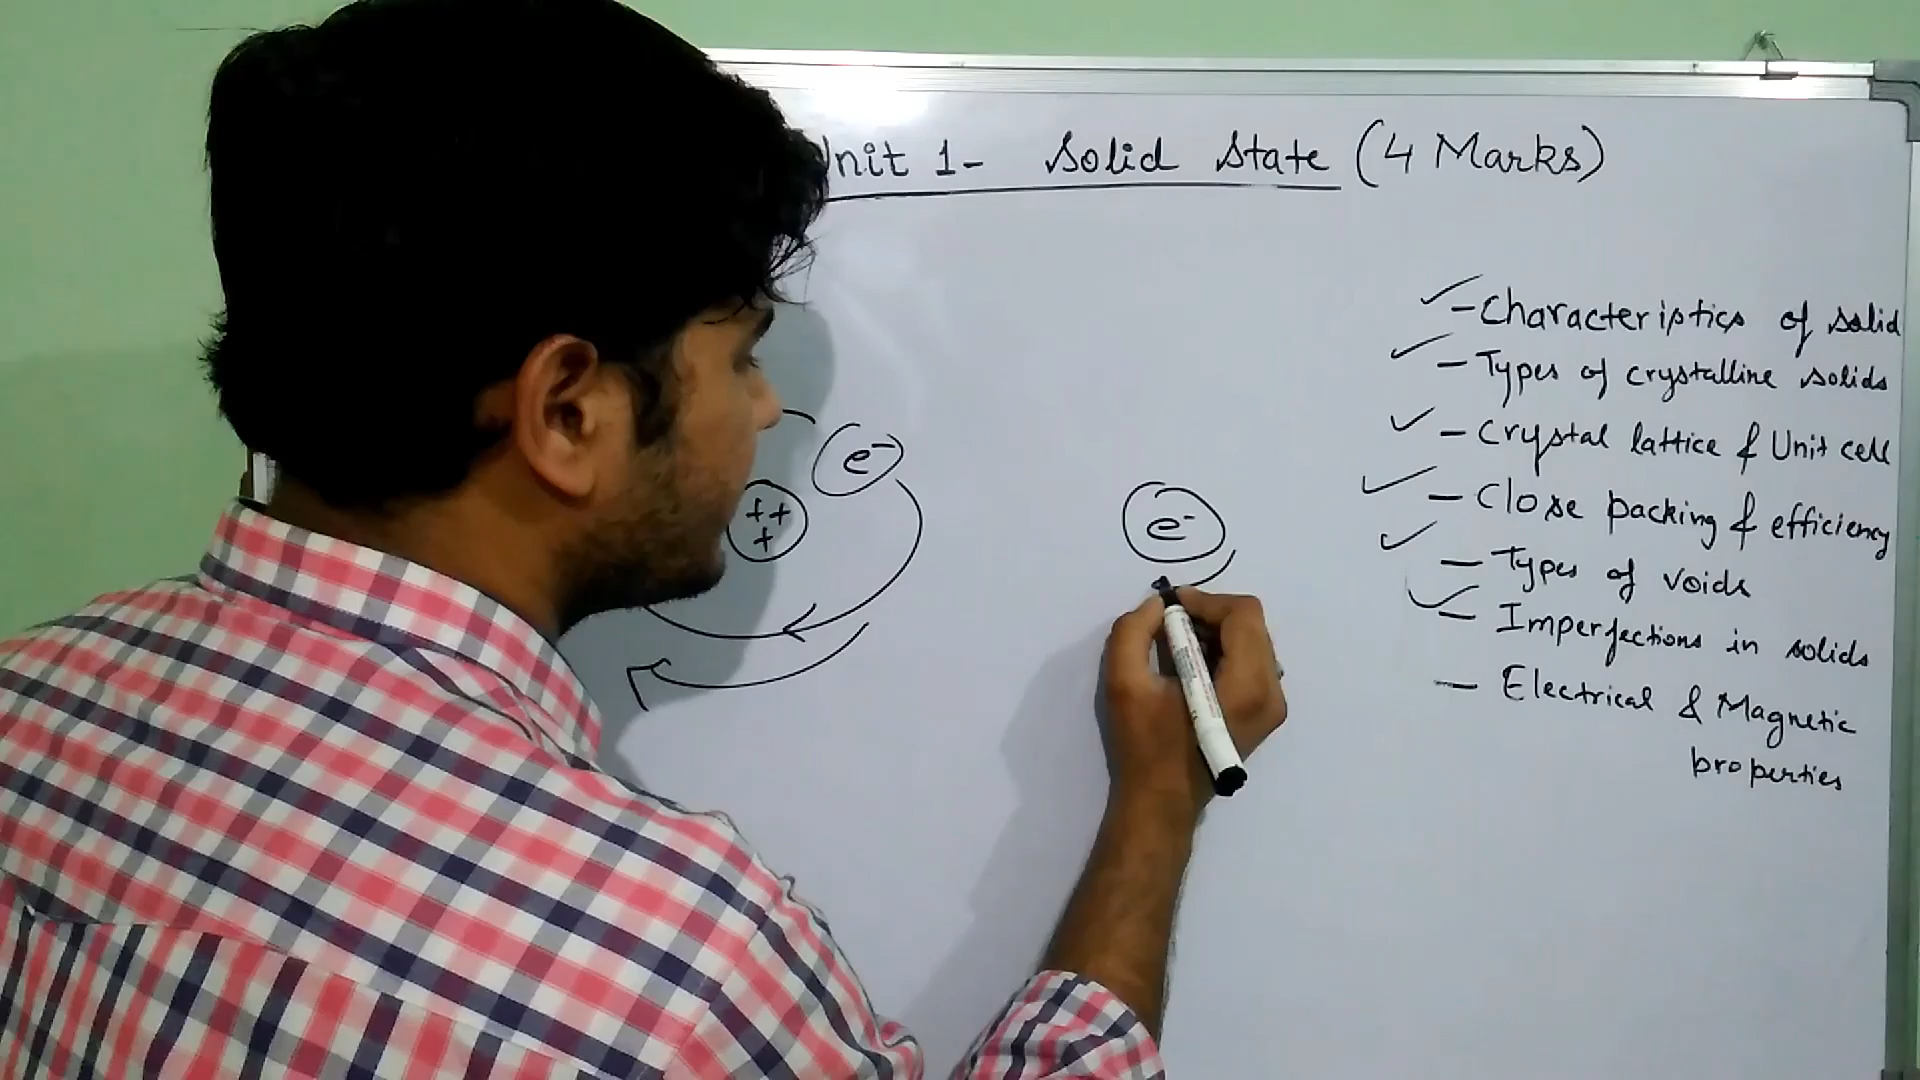 Unit 1- Solid State (4 Marks)
- Characteristics of Solid
- Types of crystalline solids
- Crystal lattice & Unit cell
- Close packing & efficiency
- Types of voids
- Imperfections in solids
- Electrical & Magnetic
properties
e-
++
+
e-